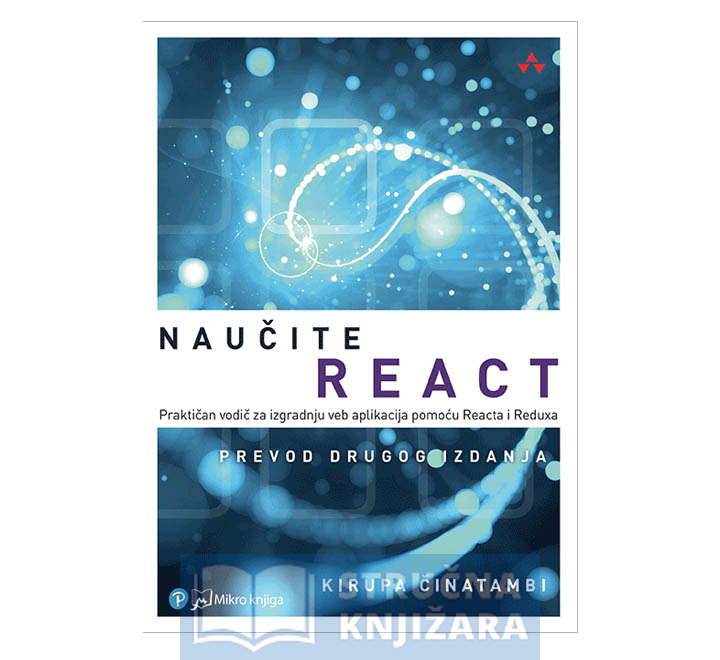 NAUČITE
REACT
Praktičan vodič za izgradnju veb aplikacija pomoću Reacta i Reduxa
PREVOD DRUGOG IZDANJA
KIRUPA ČINATAMBI
Mikro knjiga
STRUČNA
KNJIŽARA